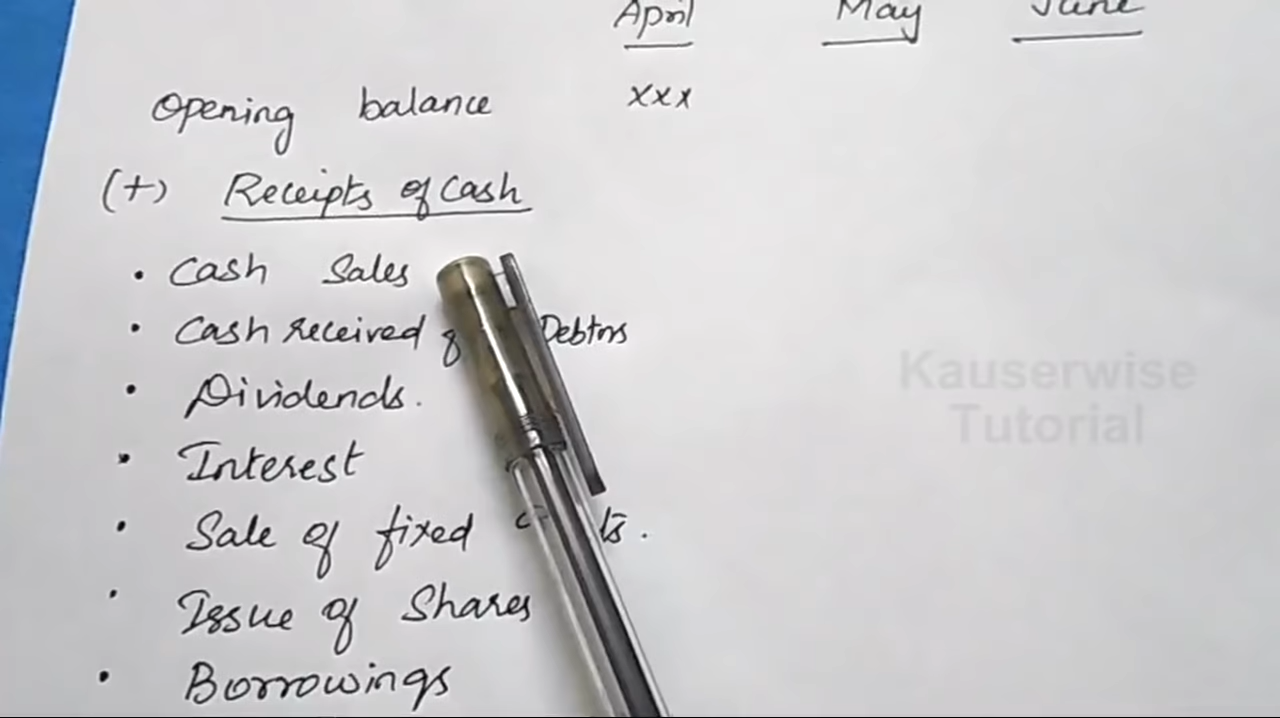 April May June
Opening balance xxx
(+) Receipts of Cash
• Cash Sales
• Cash received Debtors
• Dividends.
• Interest
• Sale of fixed
• Issue of Shares
• Borrowings
Kauserwise
Tutorial